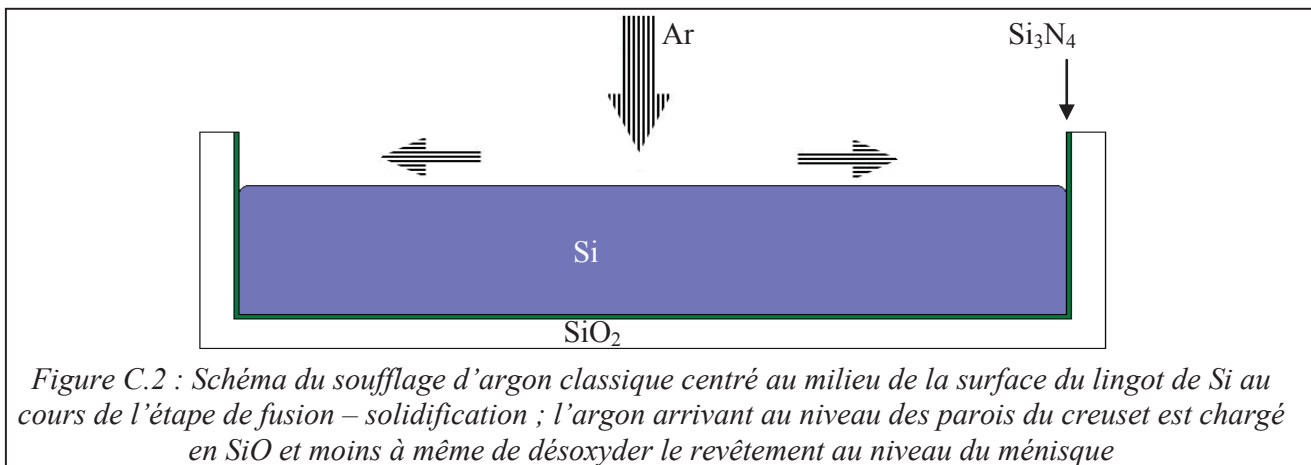 Ar
Si₃N₄
Si
SiO₂
Figure C.2 : Schéma du soufflage d’argon classique centré au milieu de la surface du lingot de Si au
cours de l’étape de fusion – solidification ; l’argon arrivant au niveau des parois du creuset est chargé
en SiO et moins à même de désoxyder le revêtement au niveau du ménisque